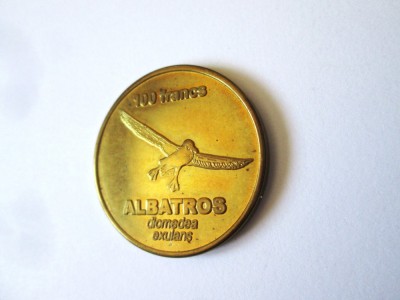 100 francs
ALBATROS
diomedea
exulans